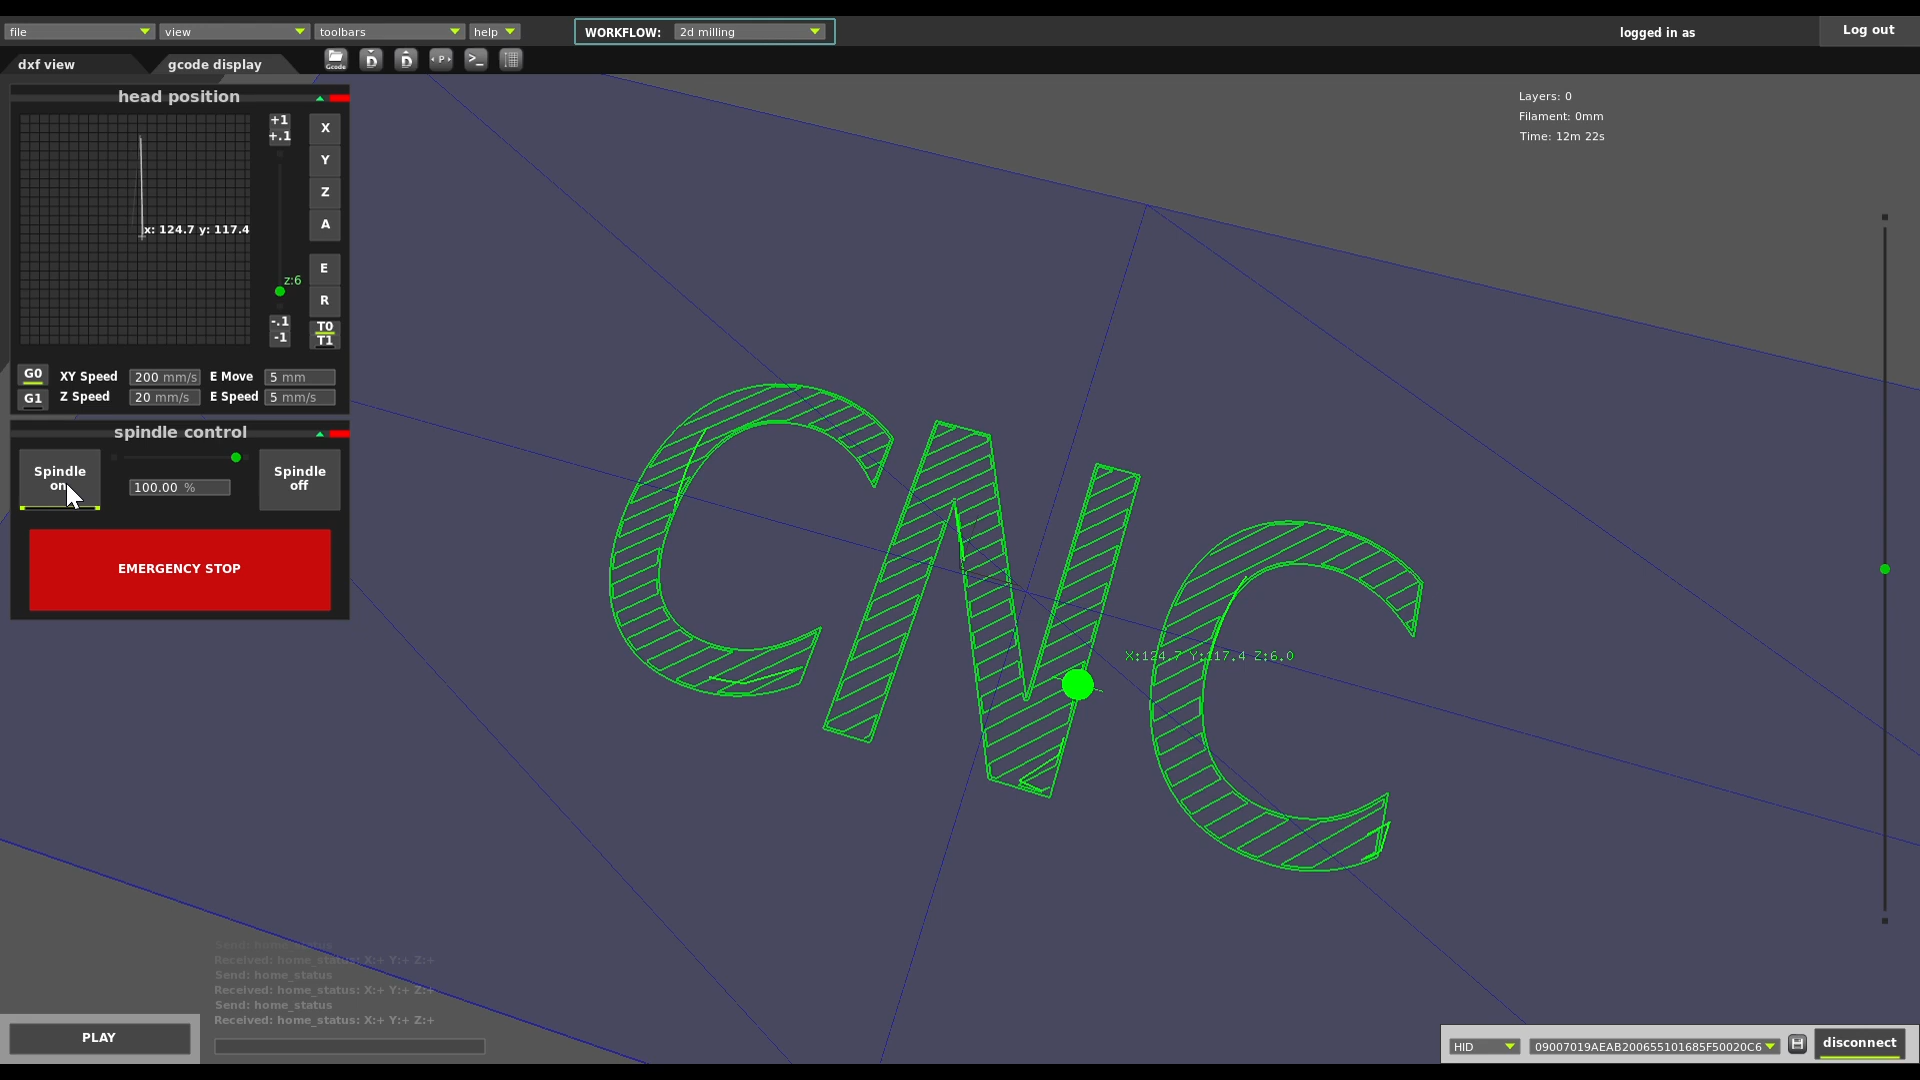 file
view
toolbars
help
WORKFLOW:
2d milling
logged in as
Log out
dxf view
gcode display
Gcode
D
D
P
>_
head position
+1
+.1
X
Y
Z
A
x: 124.7 y: 117.4
E
z:6
R
-.1
-1
T0
T1
G0
XY Speed
200 mm/s
E Move
5 mm
G1
Z Speed
20 mm/s
E Speed
5 mm/s
spindle control
Spindle
on
100.00 %
Spindle
off
EMERGENCY STOP
Layers: 0
Filament: 0mm
Time: 12m 22s
CNC
X:124.7 Y:117.4 Z:6.0
Send: home_status
Received: home_status: X:+ Y:+ Z:+
Send: home_status
Received: home_status: X:+ Y:+ Z:+
Send: home_status
Received: home_status: X:+ Y:+ Z:+
PLAY
HID
09007019AEAB200655101685F50020C6
disconnect